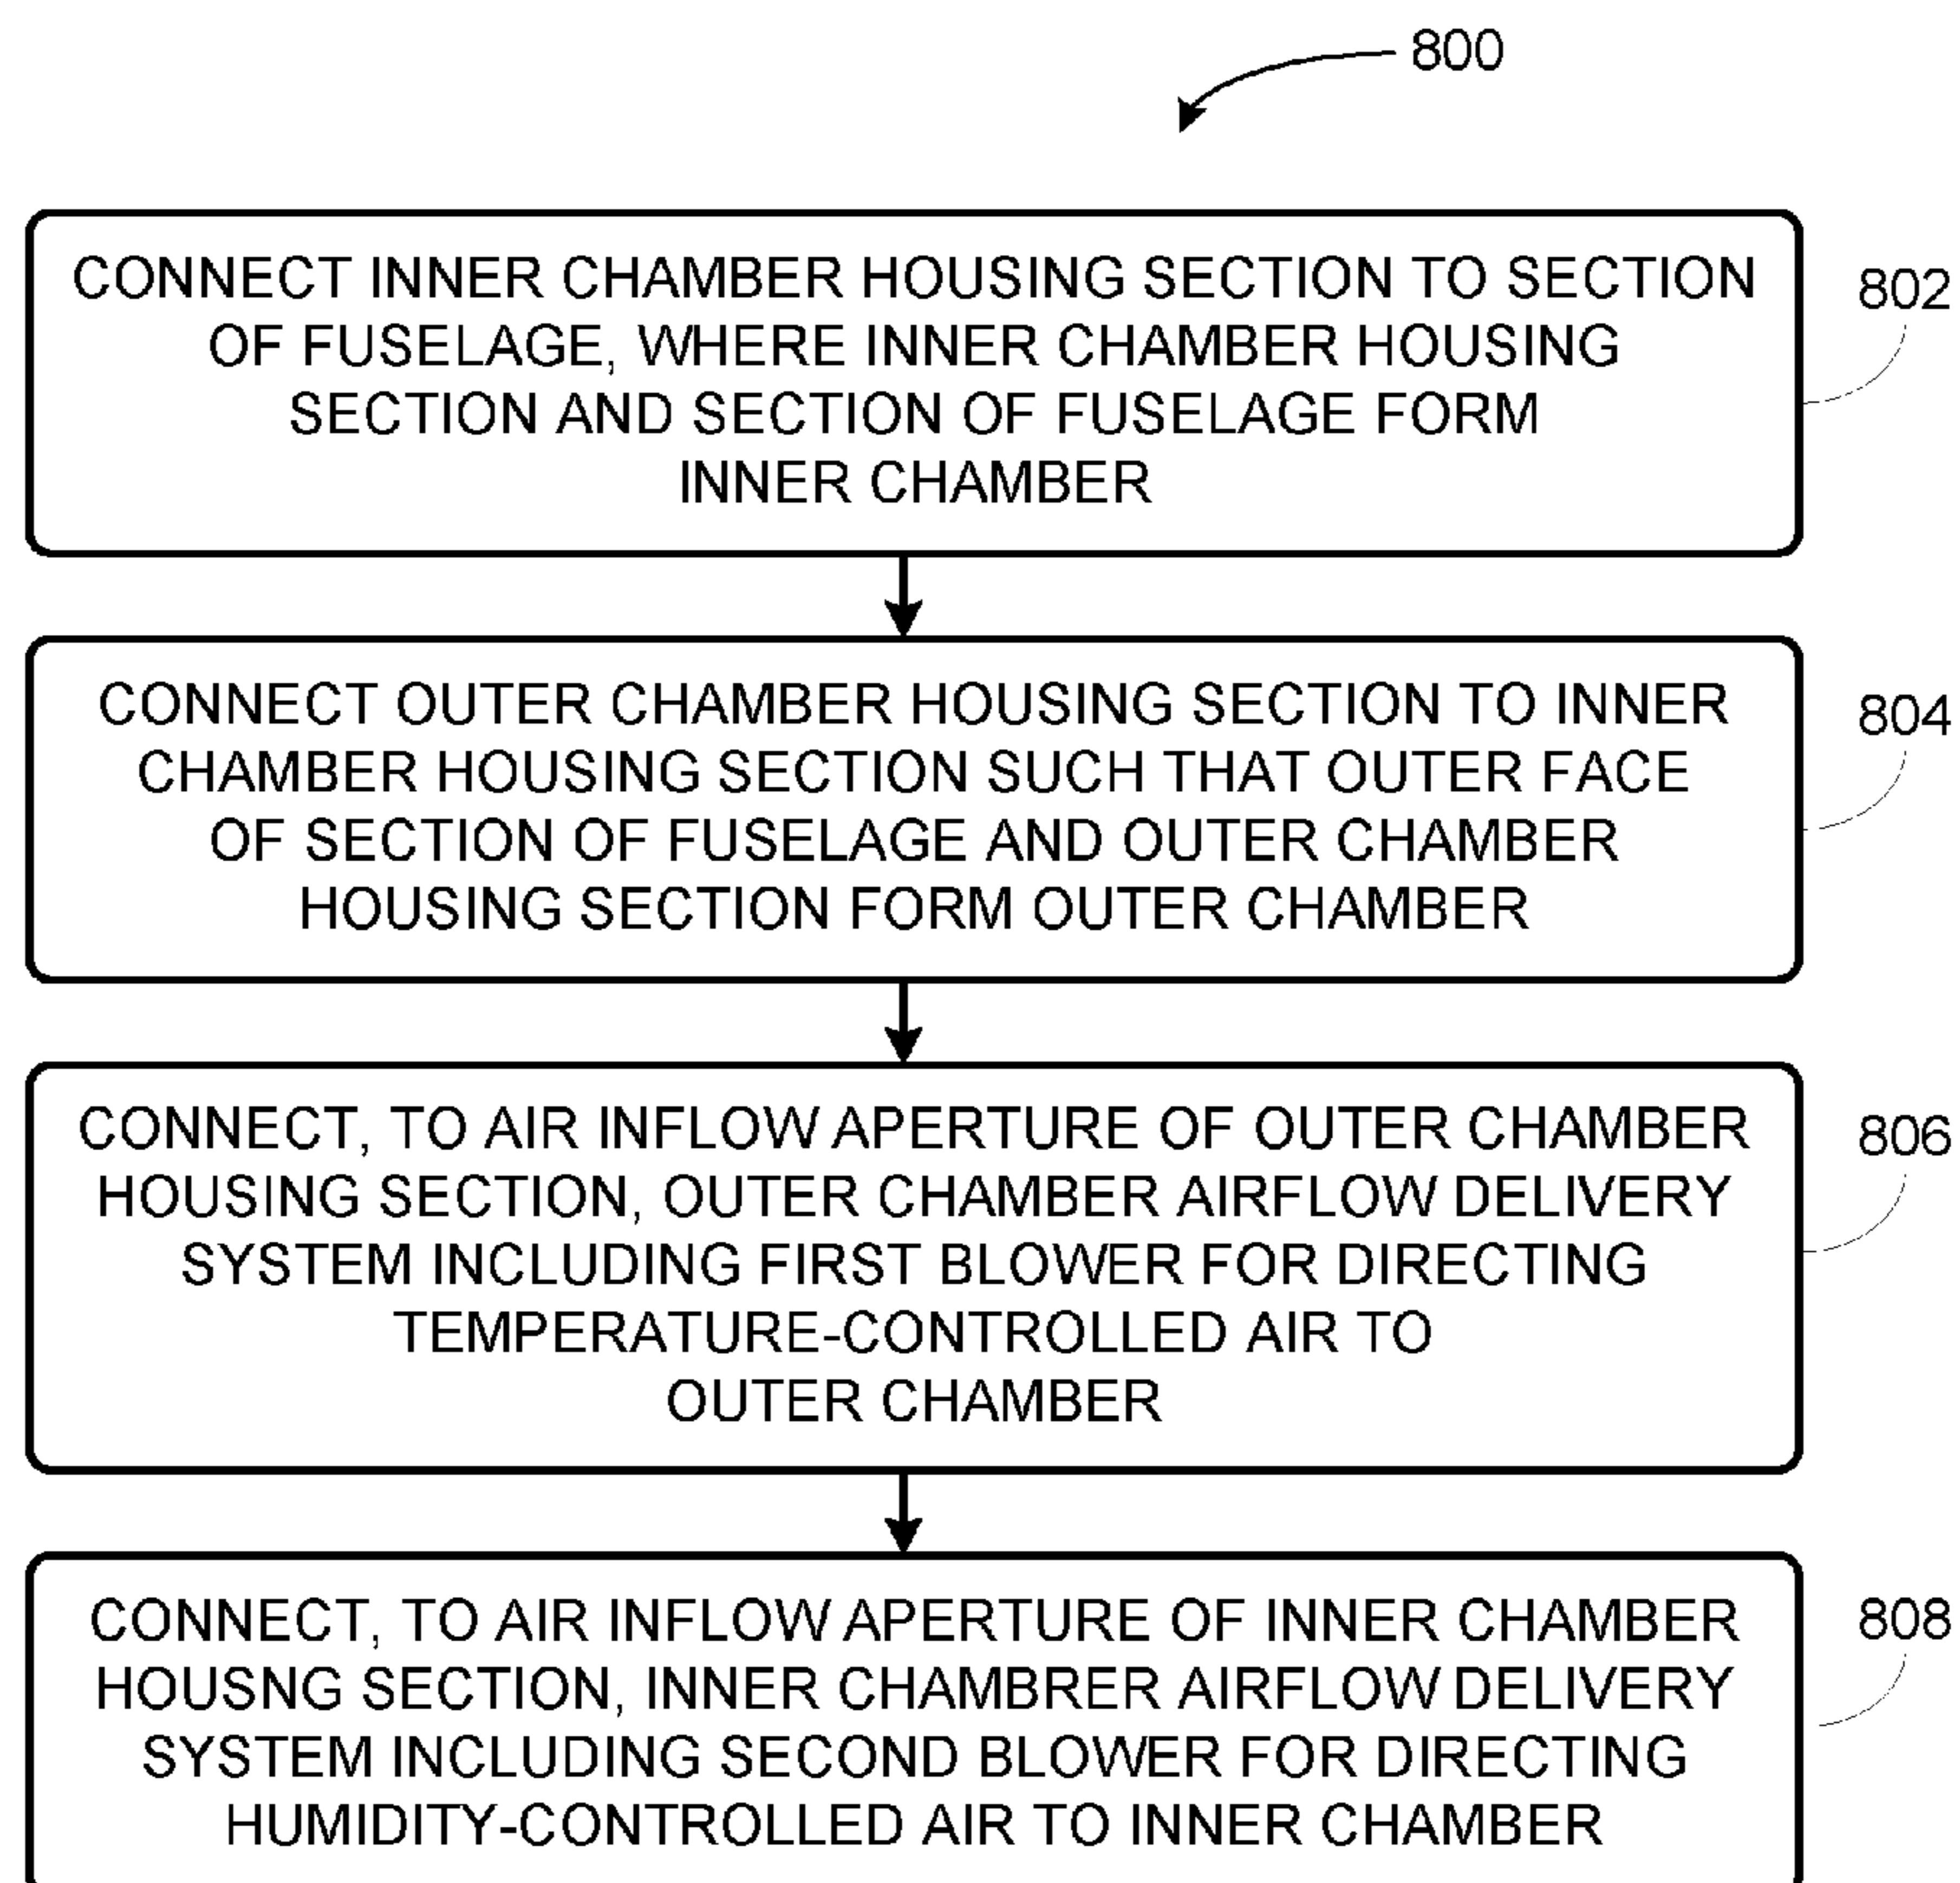 800
CONNECT INNER CHAMBER HOUSING SECTION TO SECTION
OF FUSELAGE, WHERE INNER CHAMBER HOUSING
SECTION AND SECTION OF FUSELAGE FORM
INNER CHAMBER
802
CONNECT OUTER CHAMBER HOUSING SECTION TO INNER
CHAMBER HOUSING SECTION SUCH THAT OUTER FACE
OF SECTION OF FUSELAGE AND OUTER CHAMBER
HOUSING SECTION FORM OUTER CHAMBER
804
CONNECT, TO AIR INFLOW APERTURE OF OUTER CHAMBER
HOUSING SECTION, OUTER CHAMBER AIRFLOW DELIVERY
SYSTEM INCLUDING FIRST BLOWER FOR DIRECTING
TEMPERATURE-CONTROLLED AIR TO
OUTER CHAMBER
806
CONNECT, TO AIR INFLOW APERTURE OF INNER CHAMBER
HOUSNG SECTION, INNER CHAMBRER AIRFLOW DELIVERY
SYSTEM INCLUDING SECOND BLOWER FOR DIRECTING
HUMIDITY-CONTROLLED AIR TO INNER CHAMBER
808